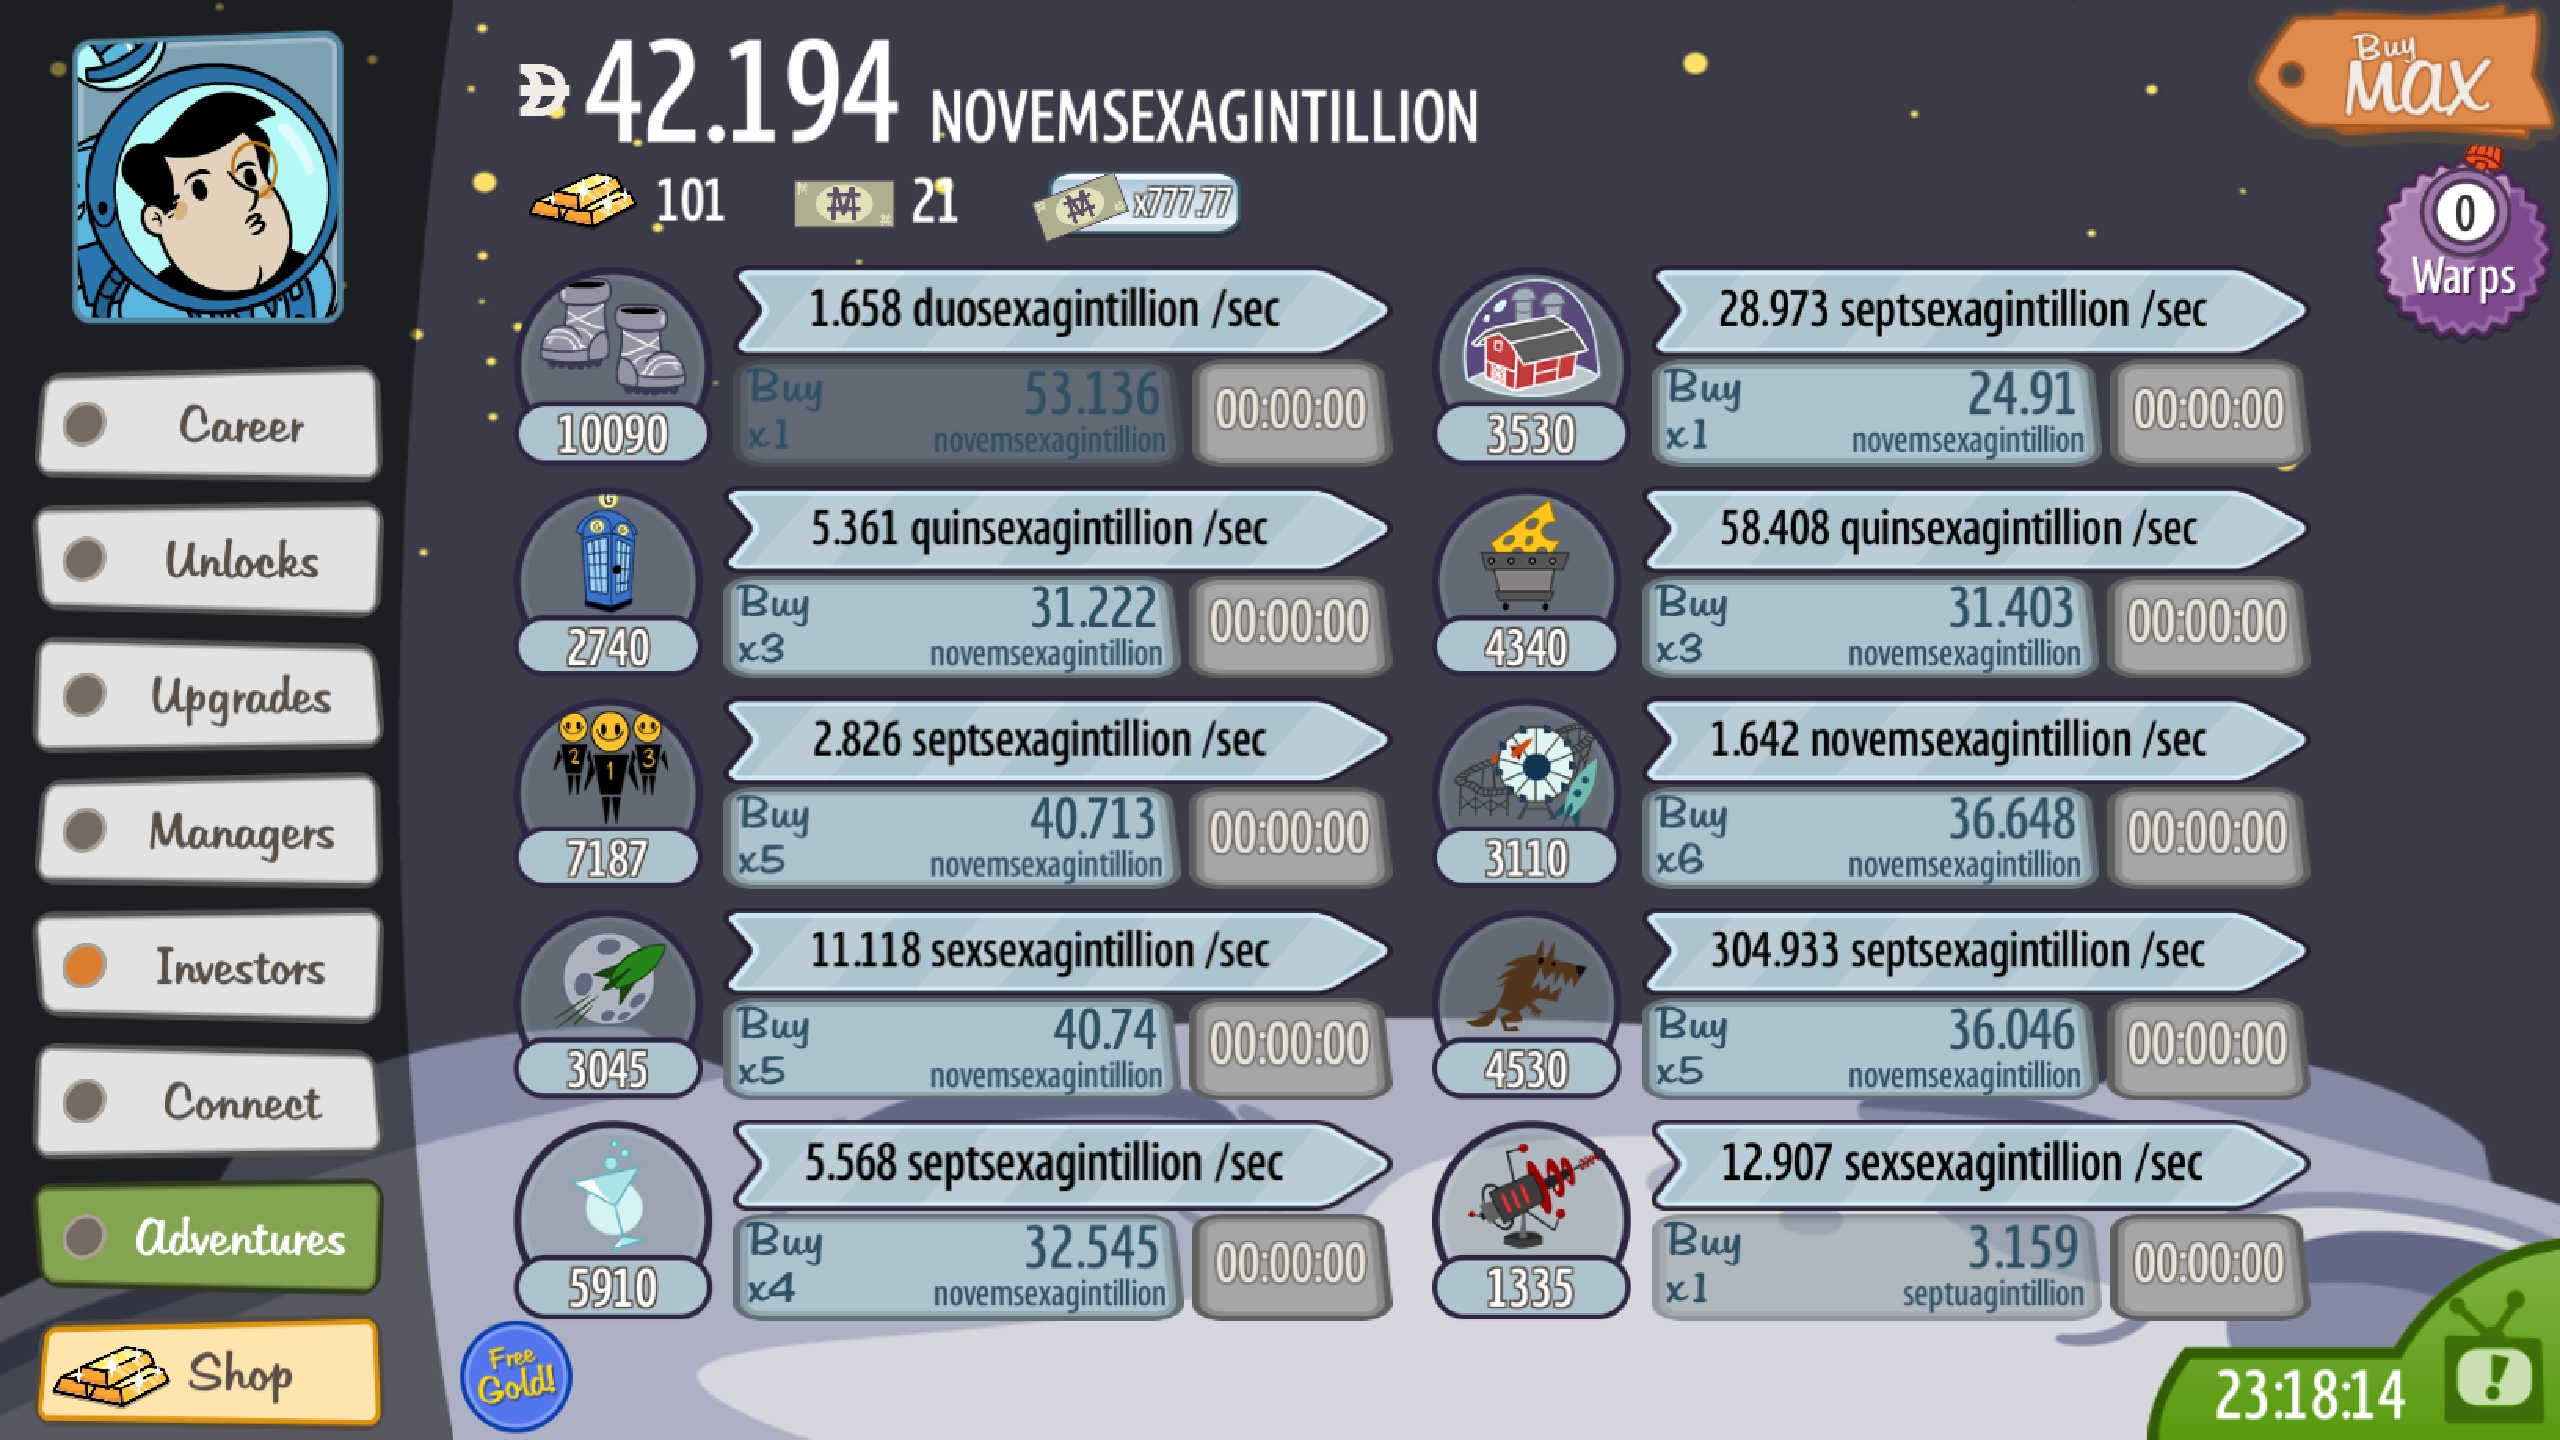 42.194 NOVEMSEXAGINTILLION
Buy
MAX
101 21 x777.77
0
Warps
Career
Unlocks
Upgrades
Managers
Investors
Connect
Adventures
Shop
1.658 duosexagintillion /sec
10090
Buy x1
53.136 novemsexagintillion
00:00:00
28.973 septsexagintillion /sec
3530
Buy x1
24.91 novemsexagintillion
00:00:00
5.361 quinsexagintillion /sec
2740
Buy x3
31.222 novemsexagintillion
00:00:00
58.408 quinsexagintillion /sec
4340
Buy x3
31.403 novemsexagintillion
00:00:00
2 1 3
2.826 septsexagintillion /sec
7187
Buy x5
40.713 novemsexagintillion
00:00:00
1.642 novemsexagintillion /sec
3110
Buy x6
36.648 novemsexagintillion
00:00:00
11.118 sexsexagintillion /sec
3045
Buy x5
40.74 novemsexagintillion
00:00:00
304.933 septsexagintillion /sec
4530
Buy x5
36.046 novemsexagintillion
00:00:00
5.568 septsexagintillion /sec
5910
Buy x4
32.545 novemsexagintillion
00:00:00
12.907 sexsexagintillion /sec
1335
Buy x1
3.159 septuagintillion
00:00:00
Free
Gold!
23:18:14
!